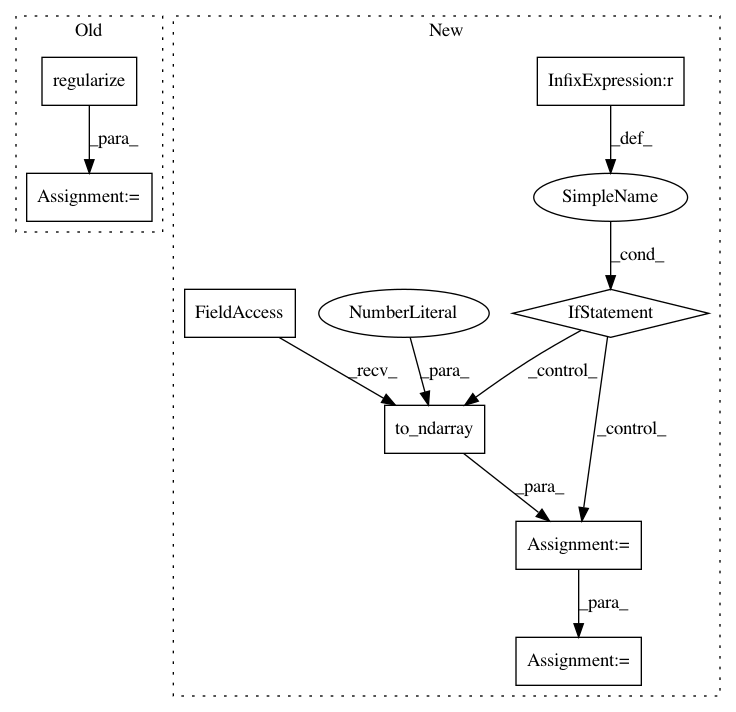 Old
New
regularize
InfixExpression:r
_para_
_def_
Assignment:=
SimpleName
_cond_
FieldAccess
NumberLiteral
IfStatement
_recv_
_para_
_control_
to_ndarray
_control_
_para_
Assignment:=
_para_
Assignment:=